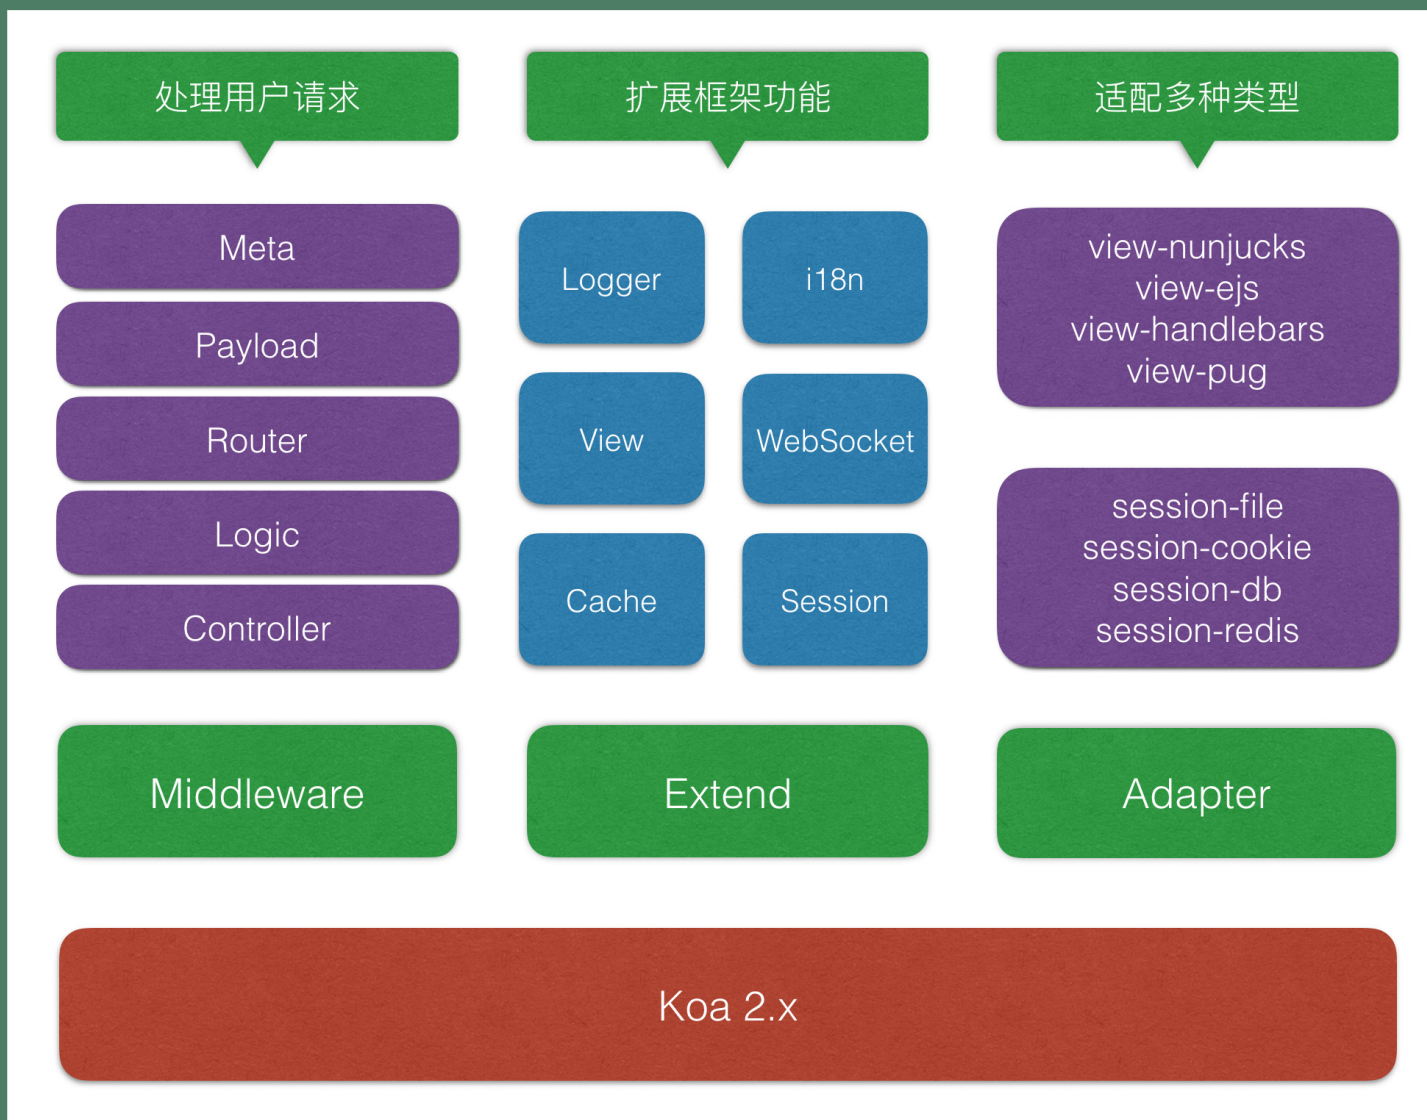 处理用户请求
扩展框架功能
适配多种类型
Meta
Payload
Router
Logic
Controller
Logger
i18n
View
WebSocket
Cache
Session
view-nunjucks
view-ejs
view-handlebars
view-pug
session-file
session-cookie
session-db
session-redis
Middleware
Extend
Adapter
Koa 2.x